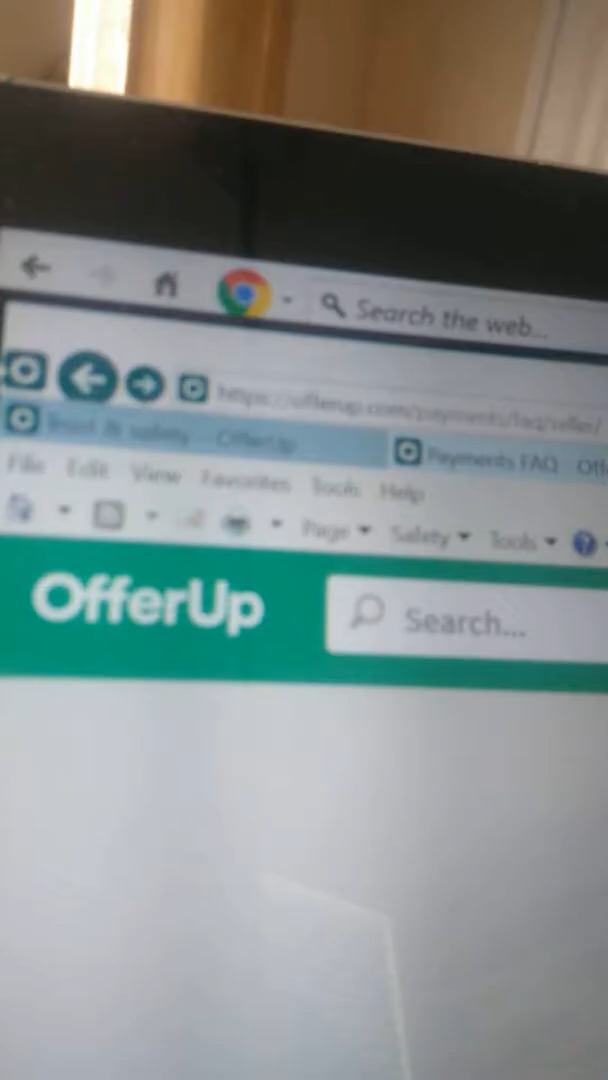 Search the web...
https://offerup.com/payments/faq/seller/
Trust & safety - OfferUp
Payments FAQ Off
File Edit View Favorites Tools Help
Page Safety Tools
OfferUp
Search...